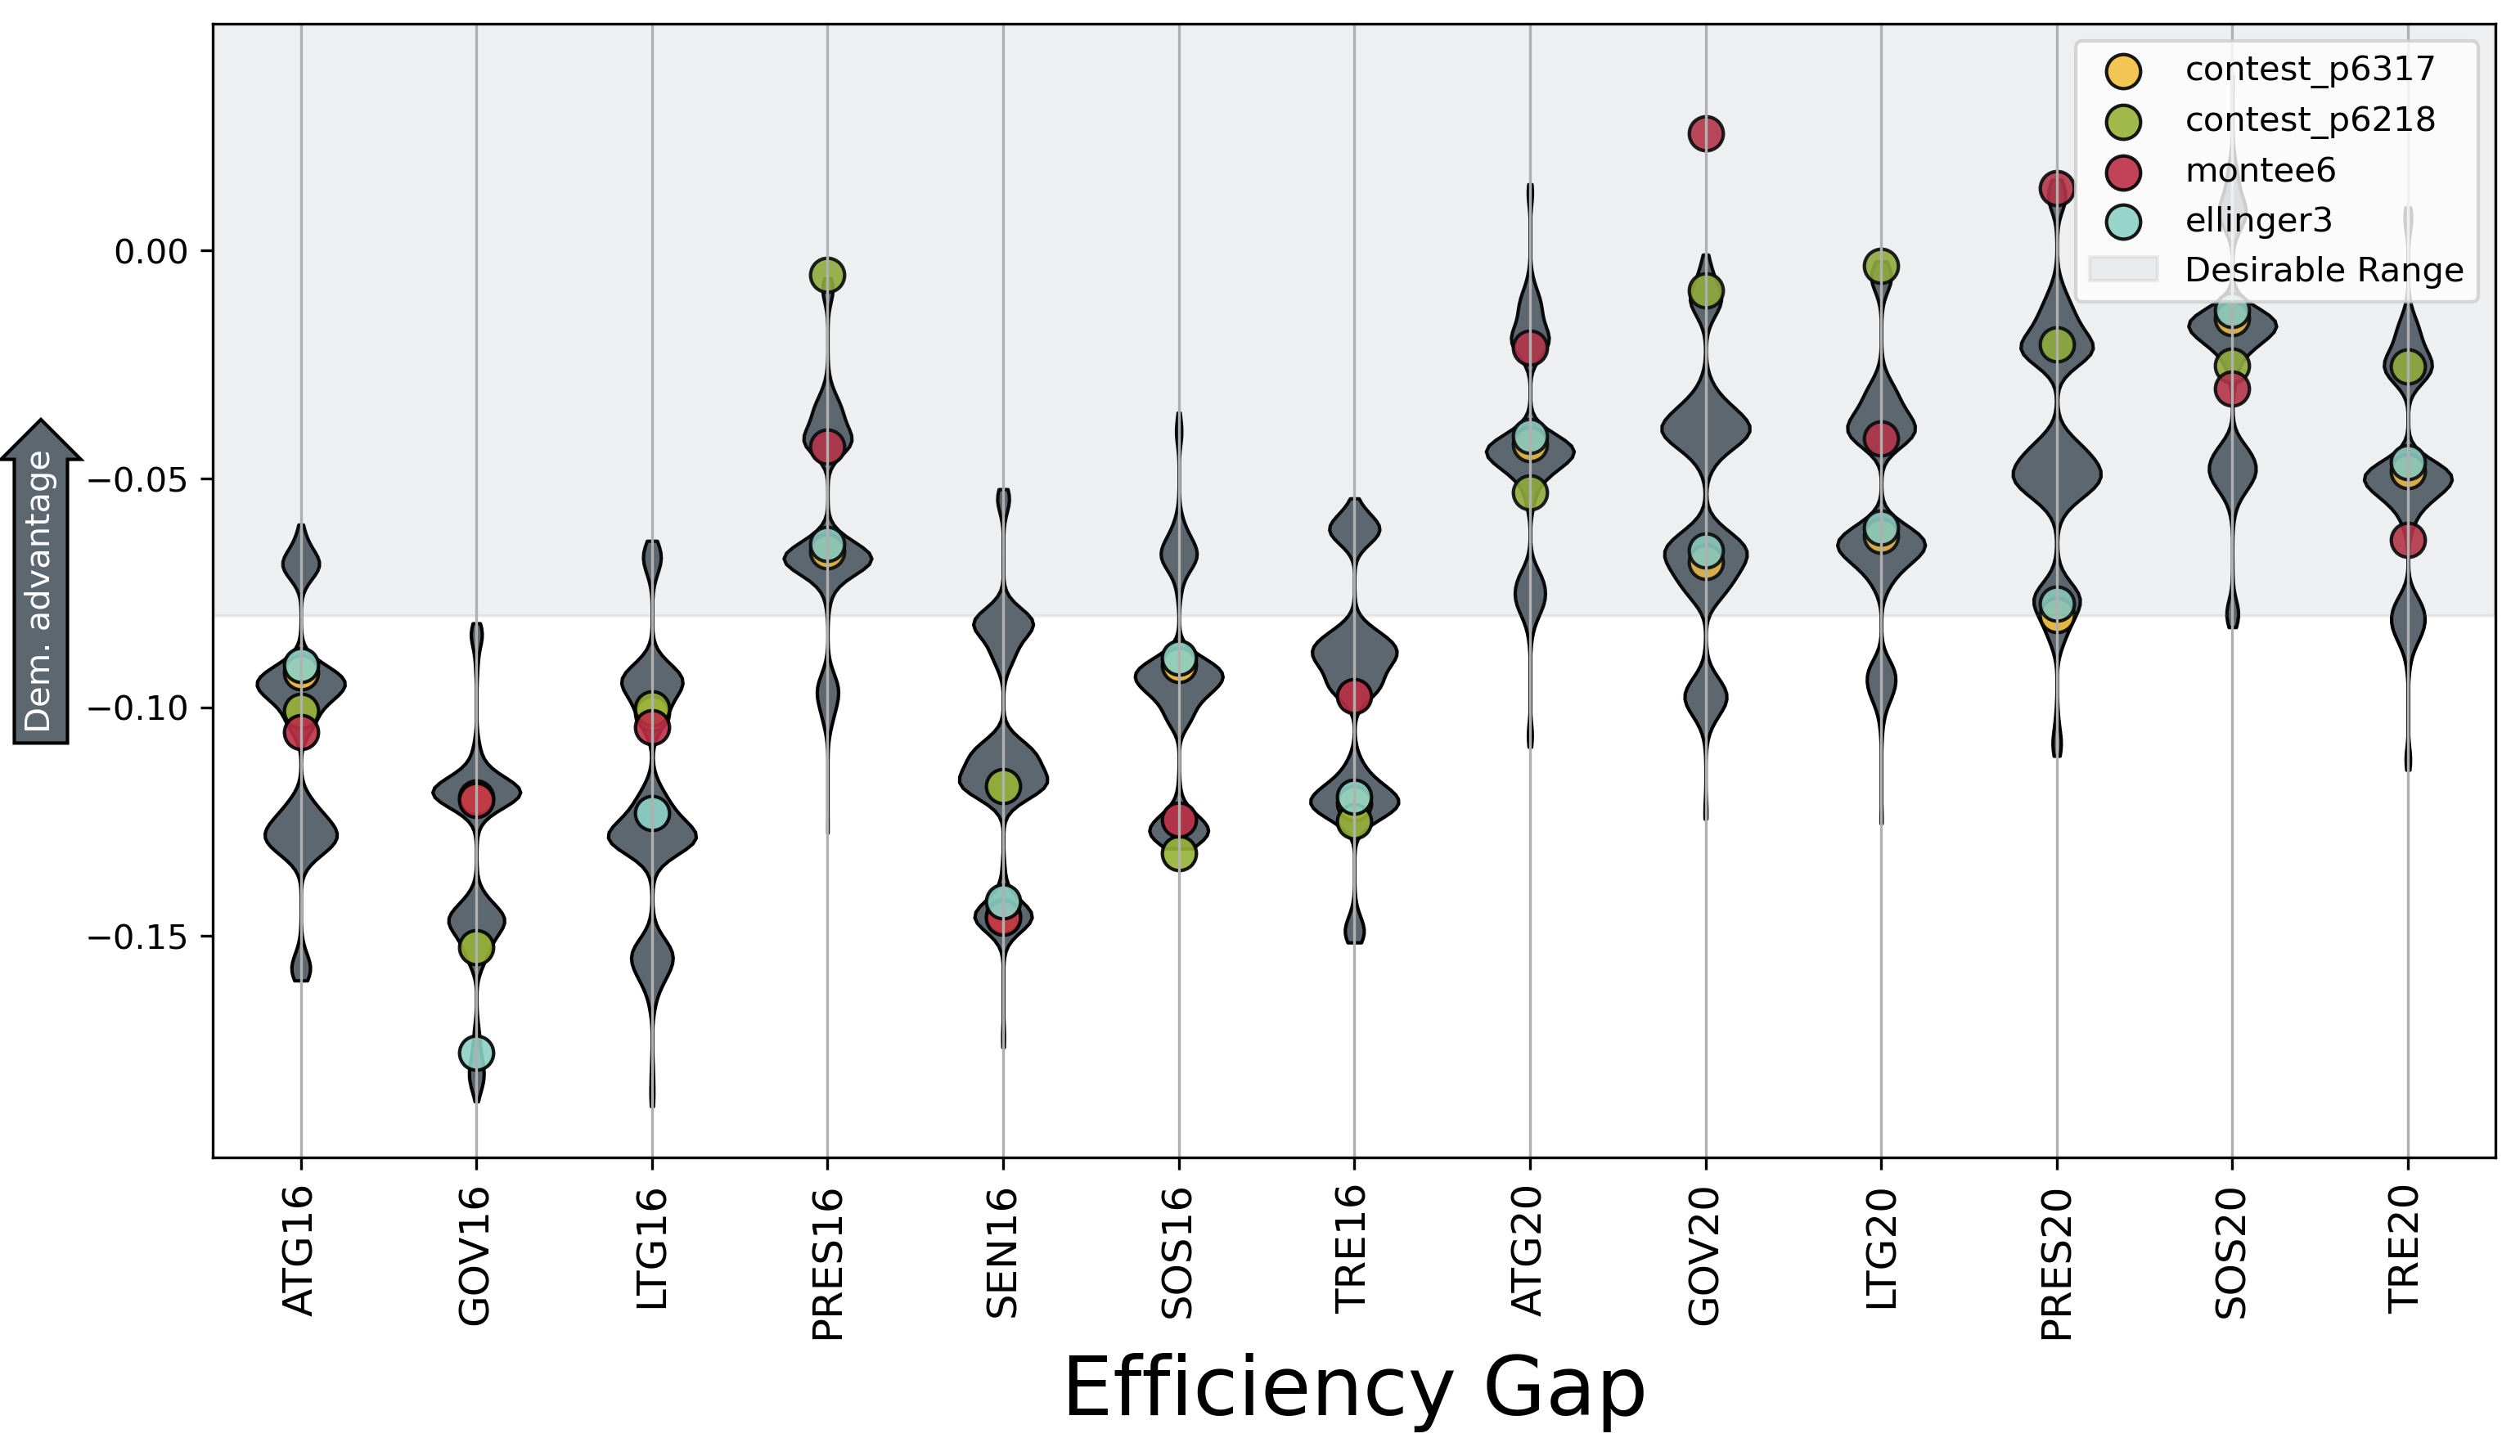 contest_p6317
contest_p6218
montee6
ellinger3
Desirable Range
0.00
−0.05
−0.10
−0.15
Dem. advantage
ATG16
GOV16
LTG16
PRES16
SEN16
SOS16
TRE16
ATG20
GOV20
LTG20
PRES20
SOS20
TRE20
Efficiency Gap